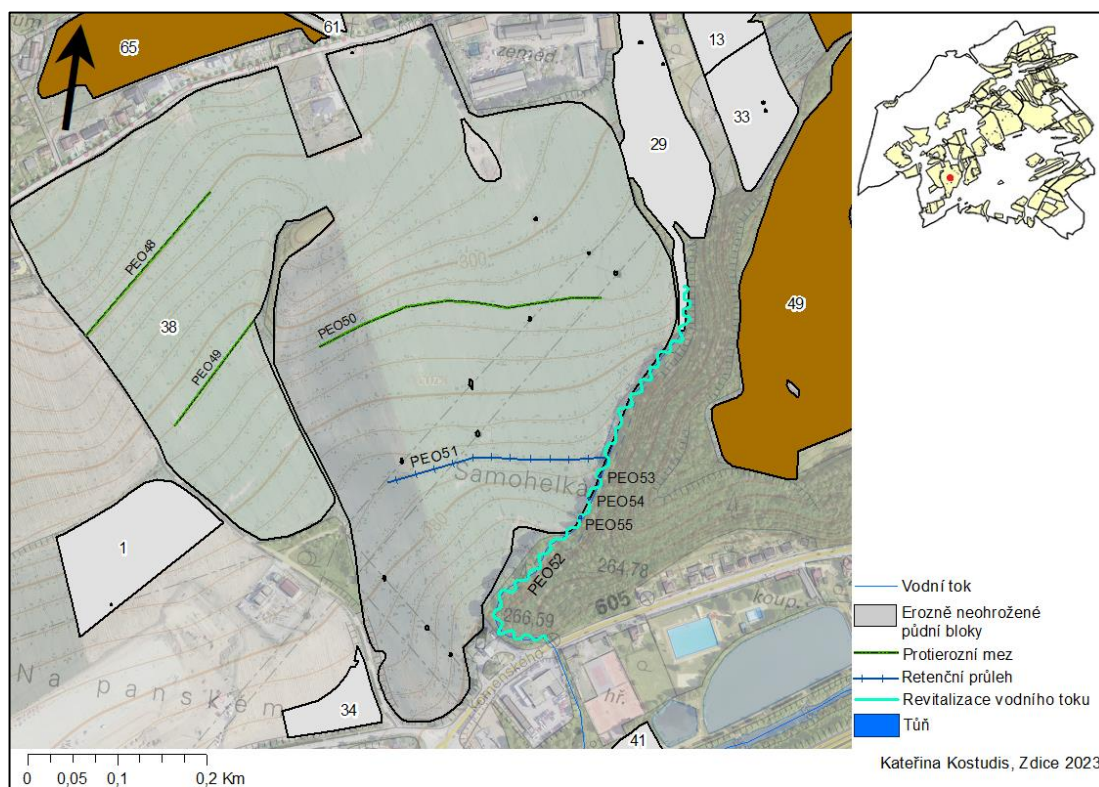 65
61
13
33
29
49
38
1
34
41
zeměd.
300
PEO48
PEO49
PEO50
PEO51
Samohelka
PEO53
PEO54
PEO55
PEO52
264,78
605
266,59
koup.
hř.
Na panském
Vodní tok
Erozně neohrožené
půdní bloky
Protierozní mez
Retenční průleh
Revitalizace vodního toku
Tůň
Kateřina Kostudis, Zdice 2023
0 0,05 0,1 0,2 Km